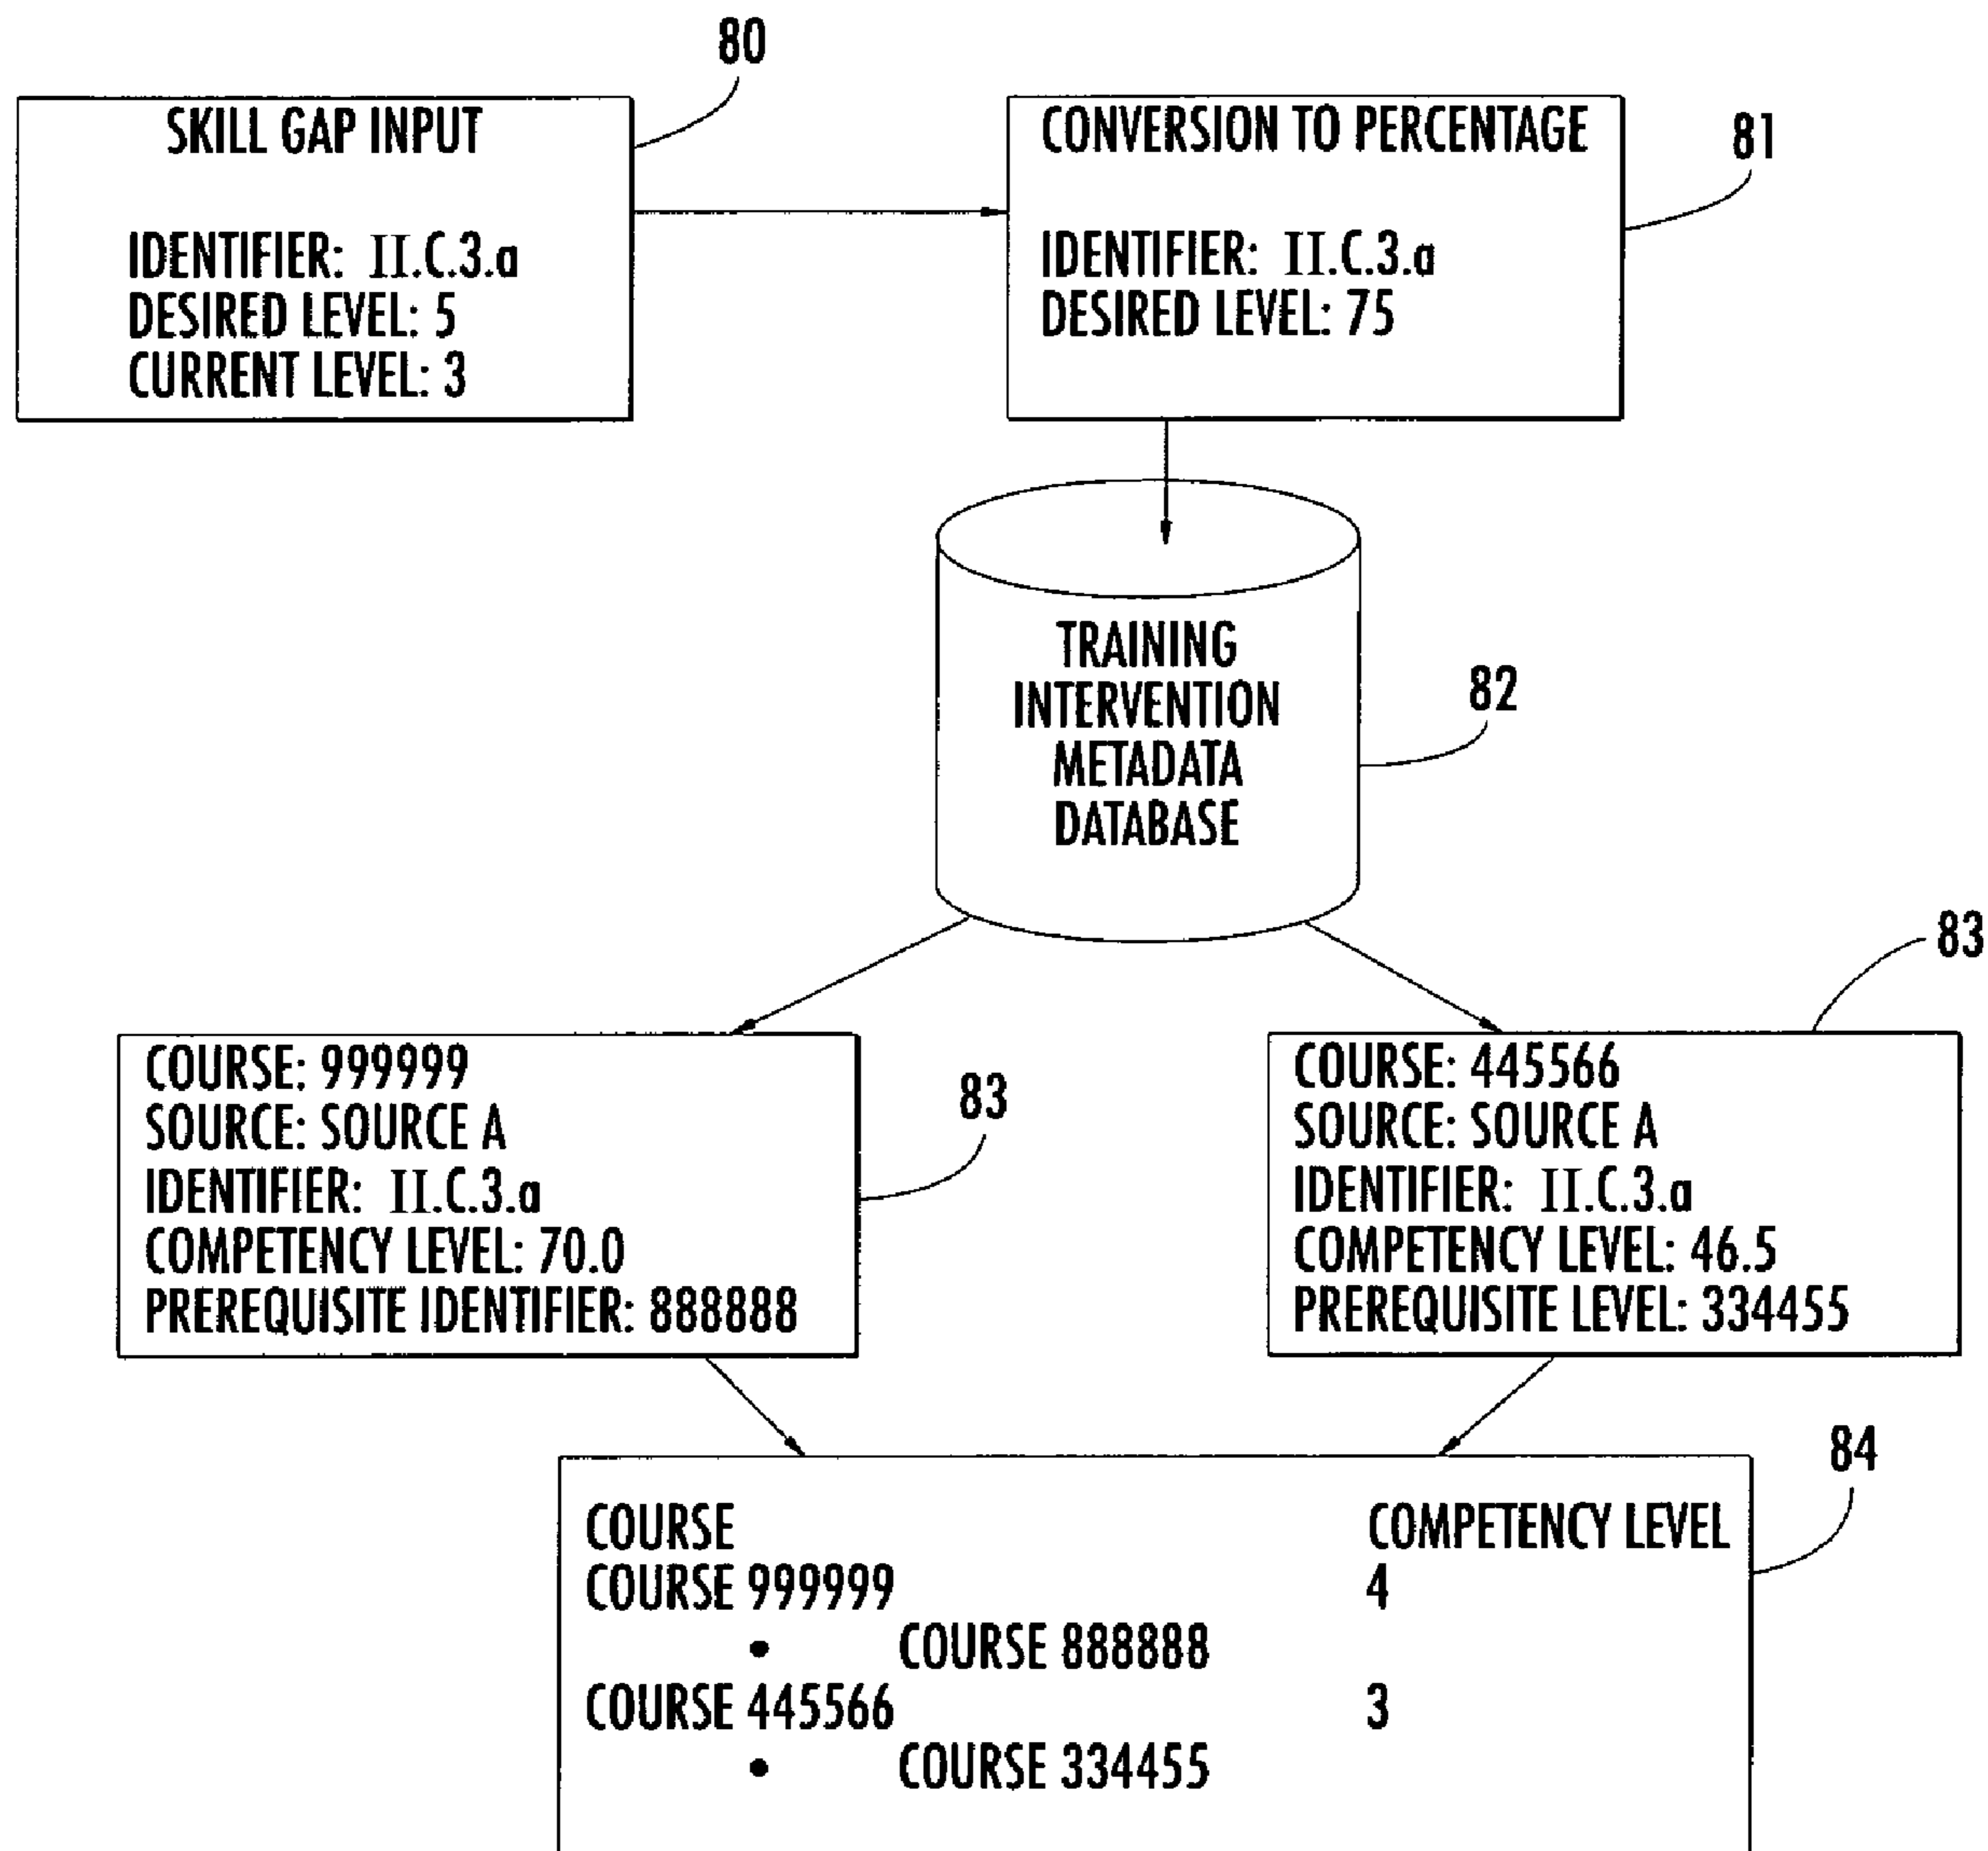 80
SKILL GAP INPUT
IDENTIFIER: II.C.3.a
DESIRED LEVEL: 5
CURRENT LEVEL: 3
CONVERSION TO PERCENTAGE
IDENTIFIER: II.C.3.a
DESIRED LEVEL: 75
81
TRAINING
INTERVENTION
METADATA
DATABASE
82
COURSE: 999999
SOURCE: SOURCE A
IDENTIFIER: II.C.3.a
COMPETENCY LEVEL: 70.0
PREREQUISITE IDENTIFIER: 888888
83
COURSE: 445566
SOURCE: SOURCE A
IDENTIFIER: II.C.3.a
COMPETENCY LEVEL: 46.5
PREREQUISITE LEVEL: 334455
83
84
COURSE COMPETENCY LEVEL
COURSE 999999 4
• COURSE 888888
COURSE 445566 3
• COURSE 334455